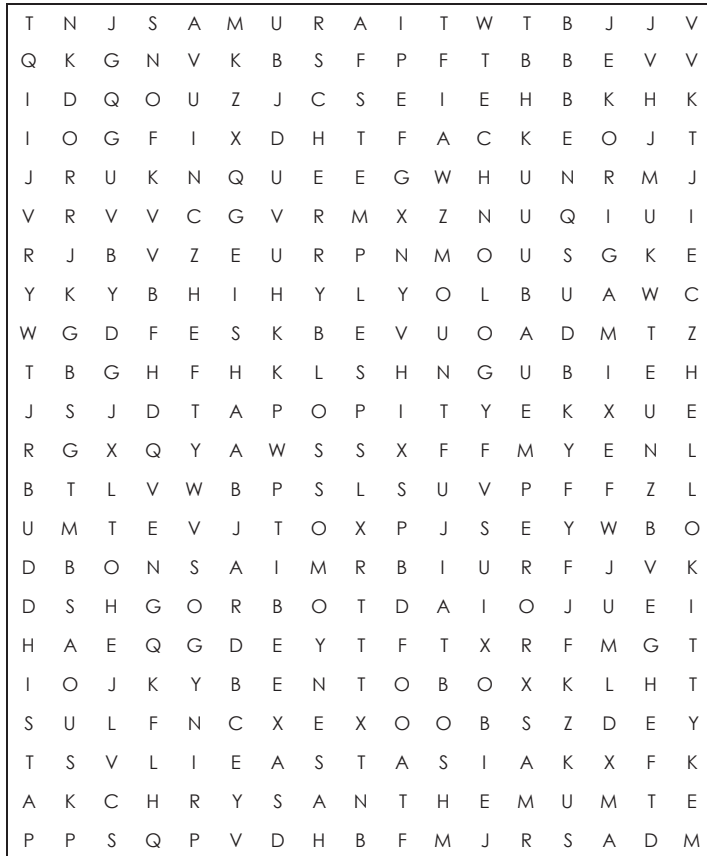 T N J S A M U R A I T W T B J J V
Q K G N V K B S F P F T B B E V V
I D Q O U Z J C S E I E H B K H K
I O G F I X D H T F A C K E O J T
J R U K N Q U E E G W H U N R M J
V R V V C G V R M X Z N U Q I U I
R J B V Z E U R P N M O U S G K E
Y K Y B H I H Y L Y O L B U A W C
W G D F E S K B E V U O A D M T Z
T B G H F H K L S H N G U B I E H
J S J D T A P O P I T Y E K X U E
R G X Q Y A W S S X F F M Y E N L
B T L V W B P S L S U V P F F Z L
U M T E V J T O X P J S E Y W B O
D B O N S A I M R B I U R F J V K
D S H G O R B O T D A I O J U E I
H A E Q G D E Y T F T X R F M G T
I O J K Y B E N T O B O X K L H T
S U L F N C X E X O O B S Z D E Y
T S V L I E A S T A S I A K X F K
A K C H R Y S A N T H E M U M T E
P P S Q P V D H B F M J R S A D M